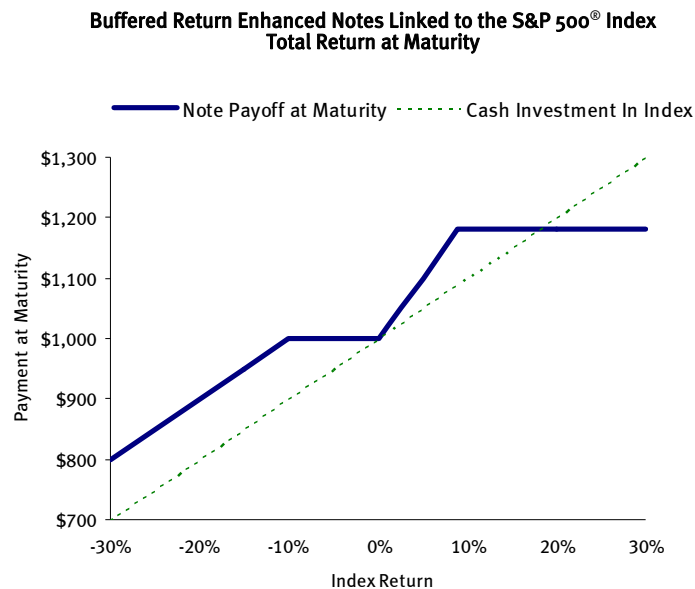 Buffered Return Enhanced Notes Linked to the S&P 500® Index
Total Return at Maturity
Note Payoff at Maturity
Cash Investment In Index
$1,300
$1,200
$1,100
$1,000
$900
$800
$700
Payment at Maturity
-30%
-20%
-10%
0%
10%
20%
30%
Index Return